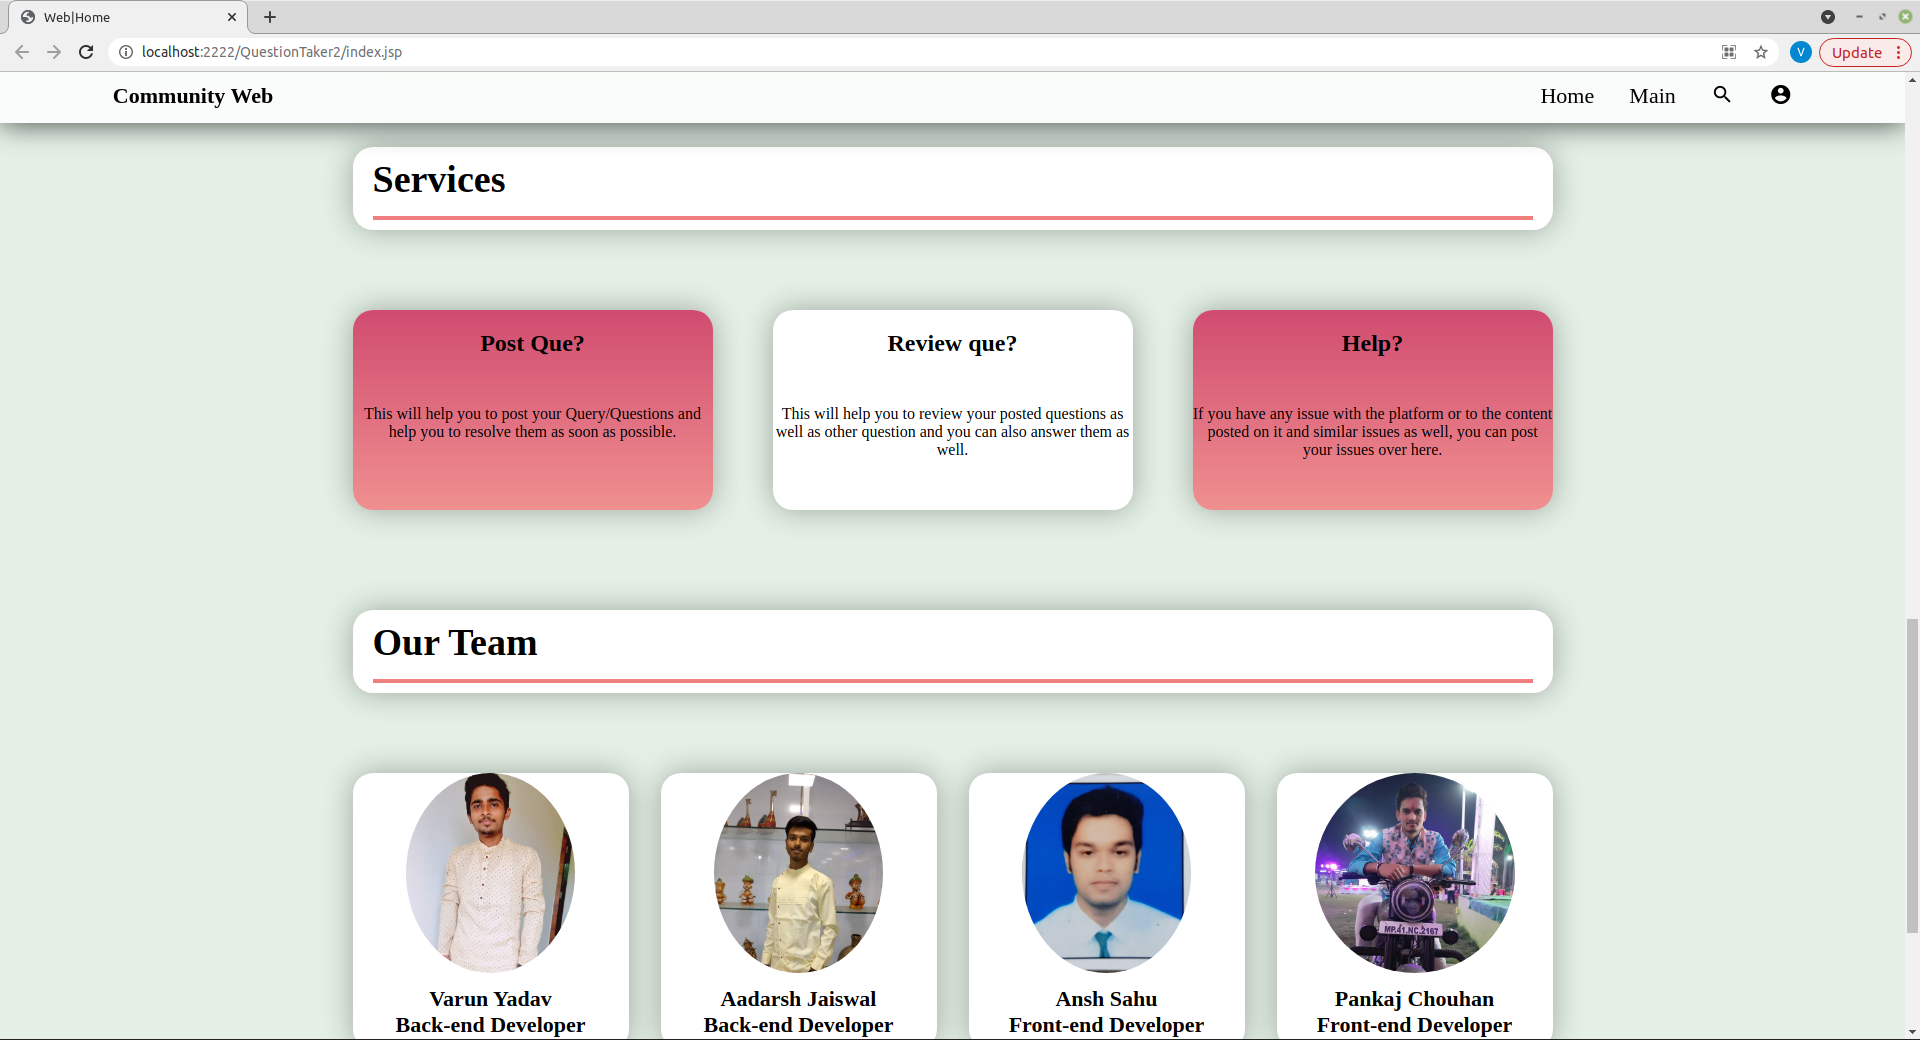 Web|Home
localhost:2222/QuestionTaker2/index.jsp
V
Update
Community Web
Home
Main
Services
Post Que?
This will help you to post your Query/Questions and
help you to resolve them as soon as possible.
Review que?
This will help you to review your posted questions as
well as other question and you can also answer them as
well.
Help?
If you have any issue with the platform or to the content
posted on it and similar issues as well, you can post
your issues over here.
Our Team
MP.41.NC.2167
Varun Yadav
Back-end Developer
Aadarsh Jaiswal
Back-end Developer
Ansh Sahu
Front-end Developer
Pankaj Chouhan
Front-end Developer